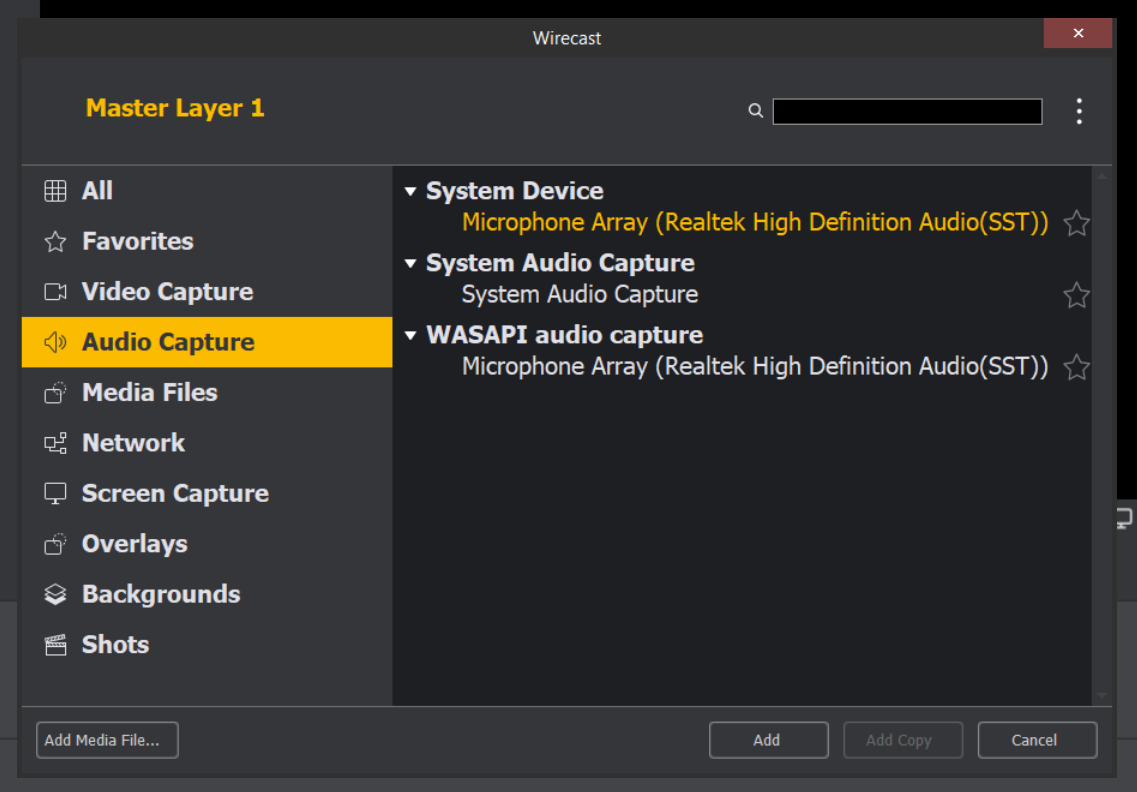 Wirecast
Master Layer 1
All
Favorites
Video Capture
Audio Capture
Media Files
Network
Screen Capture
Overlays
Backgrounds
Shots
System Device
Microphone Array (Realtek High Definition Audio(SST))
System Audio Capture
System Audio Capture
WASAPI audio capture
Microphone Array (Realtek High Definition Audio(SST))
Add Media File...
Add
Add Copy
Cancel